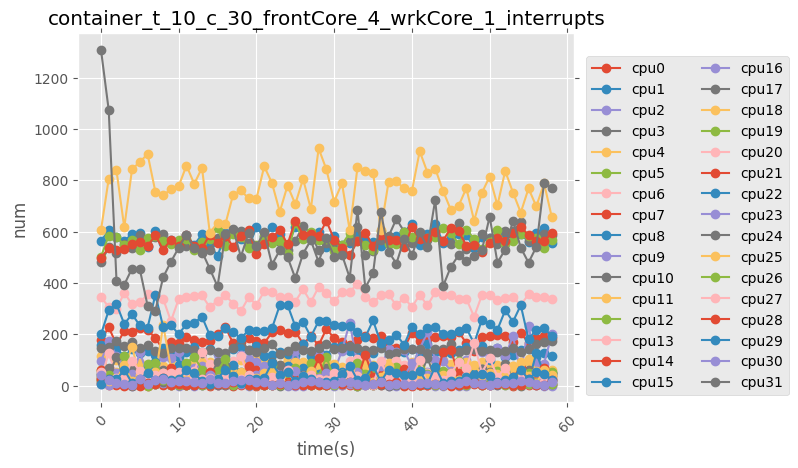 container_t_10_c_30_frontCore_4_wrkCore_1_interrupts
num
1200
1000
800
600
400
200
0
0
10
20
30
40
50
60
time(s)
cpu0
cpu1
cpu2
cpu3
cpu4
cpu5
cpu6
cpu7
cpu8
cpu9
cpu10
cpu11
cpu12
cpu13
cpu14
cpu15
cpu16
cpu17
cpu18
cpu19
cpu20
cpu21
cpu22
cpu23
cpu24
cpu25
cpu26
cpu27
cpu28
cpu29
cpu30
cpu31